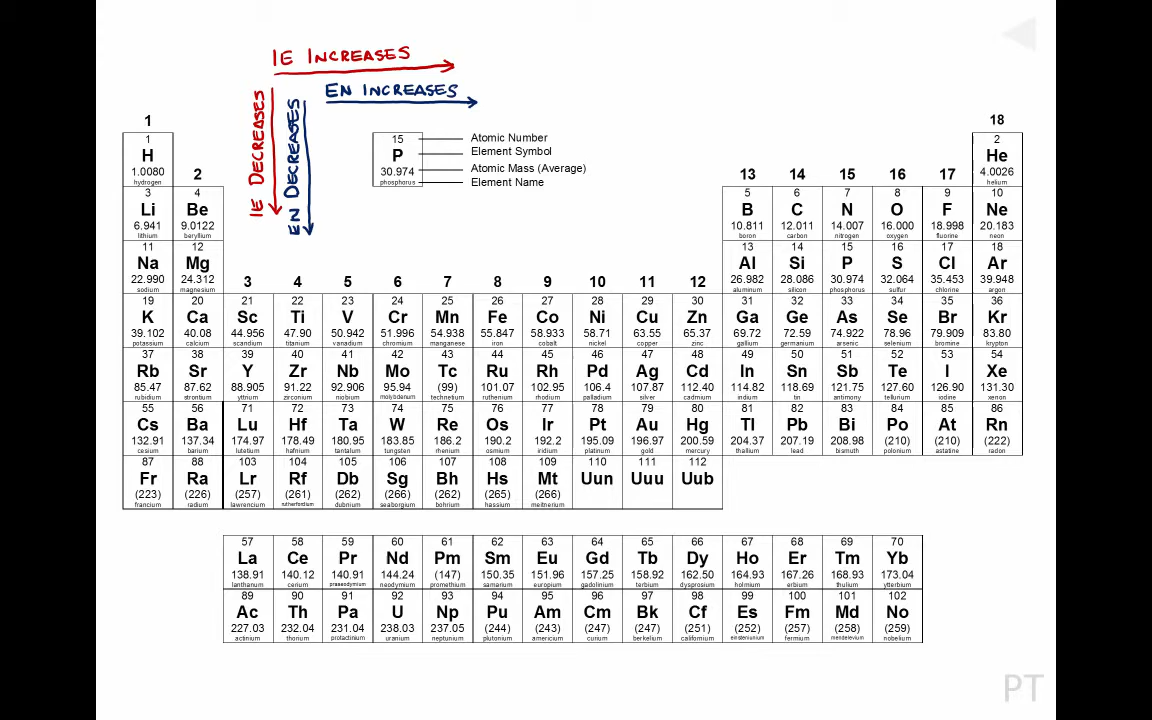 IE INCREASES
EN INCREASES
IE DECREASES
EN DECREASES
1 18
1 15 Atomic Number 2
H P Element Symbol He
1.0080 2 30.974 Atomic Mass (Average) 13 14 15 16 17 4.0026
hydrogen phosphorus Element Name helium
3 4 5 6 7 8 9 10
Li Be B C N O F Ne
6.941 9.0122 10.811 12.011 14.007 16.000 18.998 20.183
lithium beryllium boron carbon nitrogen oxygen fluorine neon
11 12 13 14 15 16 17 18
Na Mg Al Si P S Cl Ar
22.990 24.312 3 4 5 6 7 8 9 10 11 12 26.982 28.086 30.974 32.064 35.453 39.948
sodium magnesium aluminum silicon phosphorus sulfur chlorine argon
19 20 21 22 23 24 25 26 27 28 29 30 31 32 33 34 35 36
K Ca Sc Ti V Cr Mn Fe Co Ni Cu Zn Ga Ge As Se Br Kr
39.102 40.08 44.956 47.90 50.942 51.996 54.938 55.847 58.933 58.71 63.55 65.37 69.72 72.59 74.922 78.96 79.909 83.80
potassium calcium scandium titanium vanadium chromium manganese iron cobalt nickel copper zinc gallium germanium arsenic selenium bromine krypton
37 38 39 40 41 42 43 44 45 46 47 48 49 50 51 52 53 54
Rb Sr Y Zr Nb Mo Tc Ru Rh Pd Ag Cd In Sn Sb Te I Xe
85.47 87.62 88.905 91.22 92.906 95.94 (99) 101.07 102.95 106.4 107.87 112.40 114.82 118.69 121.75 127.60 126.90 131.30
rubidium strontium yttrium zirconium niobium molybdenum technetium ruthenium rhodium palladium silver cadmium indium tin antimony tellurium iodine xenon
55 56 71 72 73 74 75 76 77 78 79 80 81 82 83 84 85 86
Cs Ba Lu Hf Ta W Re Os Ir Pt Au Hg Tl Pb Bi Po At Rn
132.91 137.34 174.97 178.49 180.95 183.85 186.2 190.2 192.2 195.09 196.97 200.59 204.37 207.19 208.98 (210) (210) (222)
cesium barium lutetium hafnium tantalum tungsten rhenium osmium iridium platinum gold mercury thallium lead bismuth polonium astatine radon
87 88 103 104 105 106 107 108 109 110 111 112
Fr Ra Lr Rf Db Sg Bh Hs Mt Uun Uuu Uub
(223) (226) (257) (261) (262) (266) (262) (265) (266)
francium radium lawrencium rutherfordium dubnium seaborgium bohrium hassium meitnerium
57 58 59 60 61 62 63 64 65 66 67 68 69 70
La Ce Pr Nd Pm Sm Eu Gd Tb Dy Ho Er Tm Yb
138.91 140.12 140.91 144.24 (147) 150.35 151.96 157.25 158.92 162.50 164.93 167.26 168.93 173.04
lanthanum cerium praseodymium neodymium promethium samarium europium gadolinium terbium dysprosium holmium erbium thulium ytterbium
89 90 91 92 93 94 95 96 97 98 99 100 101 102
Ac Th Pa U Np Pu Am Cm Bk Cf Es Fm Md No
227.03 232.04 231.04 238.03 237.05 (244) (243) (247) (247) (251) (252) (257) (258) (259)
actinium thorium protactinium uranium neptunium plutonium americium curium berkelium californium einsteinium fermium mendelevium nobelium
PT